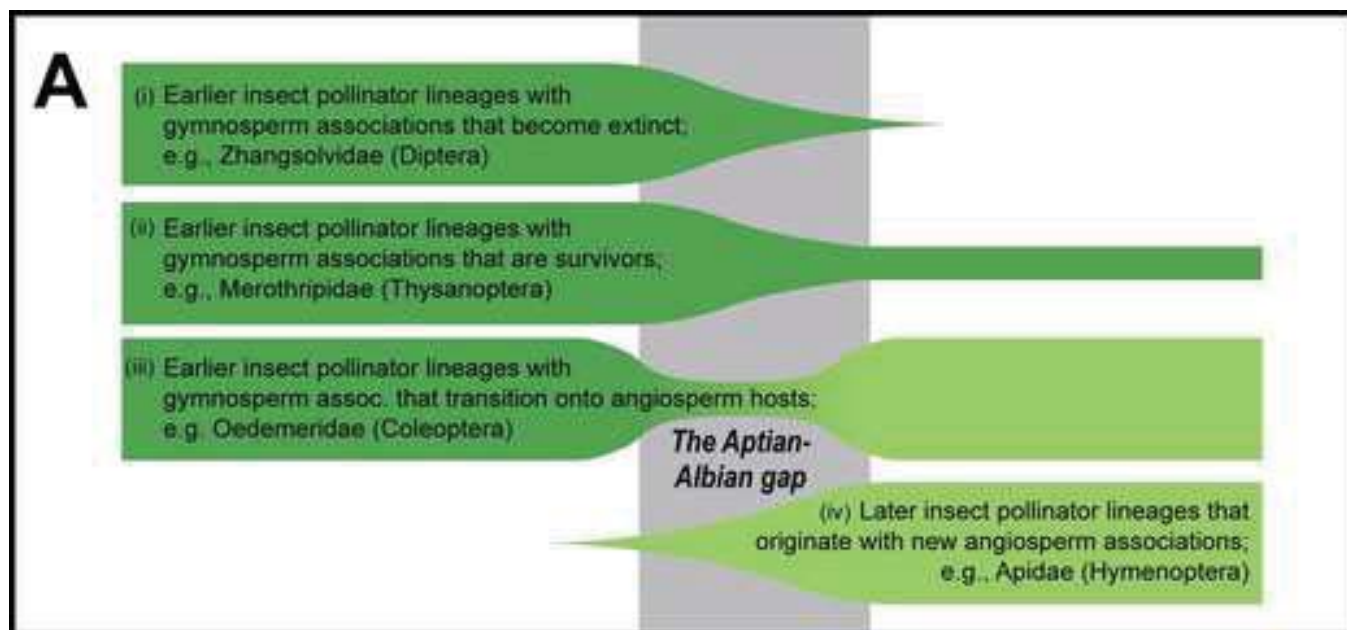 A
(i) Earlier insect pollinator lineages with
gymnosperm associations that become extinct;
e.g., Zhangsolvidae (Diptera)
(ii) Earlier insect pollinator lineages with
gymnosperm associations that are survivors;
e.g., Merothripidae (Thysanoptera)
(iii) Earlier insect pollinator lineages with
gymnosperm assoc. that transition onto angiosperm hosts;
e.g. Oedemeridae (Coleoptera)
The Aptian-
Albian gap
(iv) Later insect pollinator lineages that
originate with new angiosperm associations;
e.g., Apidae (Hymenoptera)